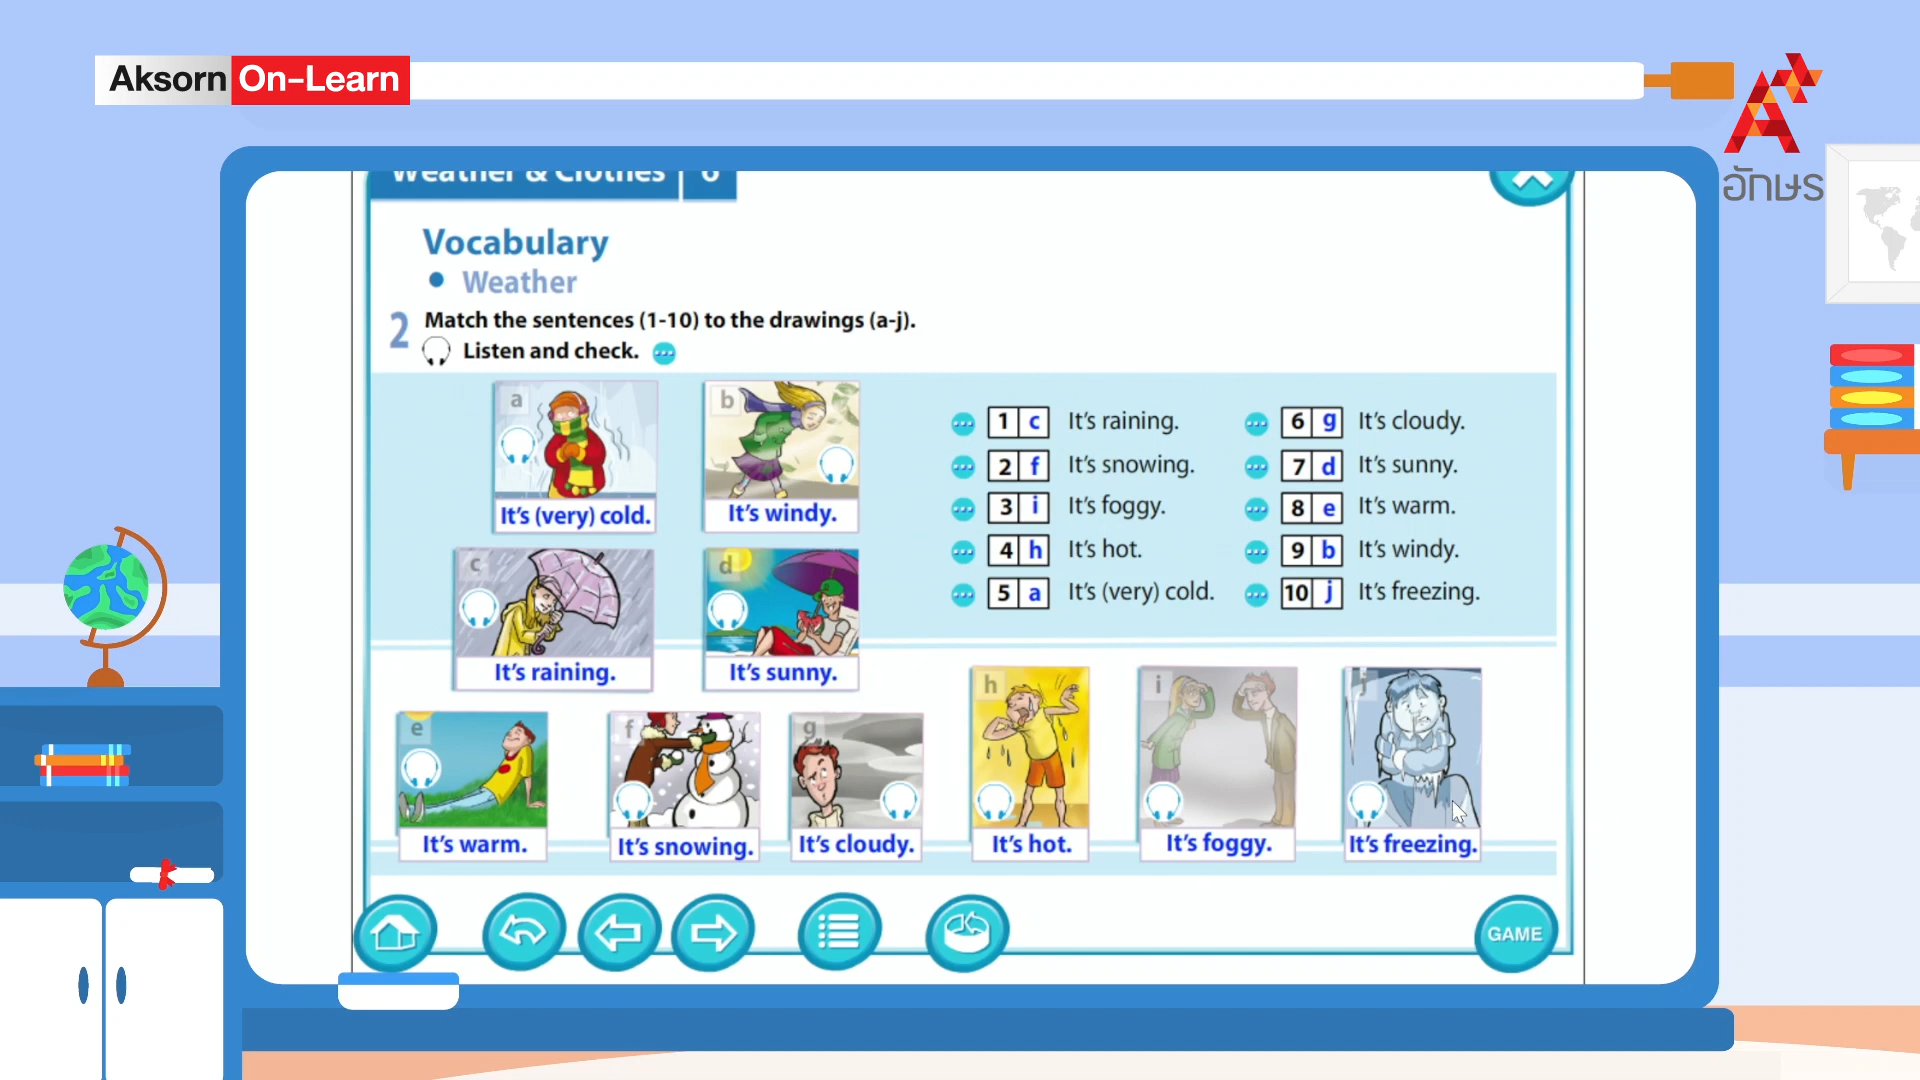 Aksorn On-Learn
อักษร
Weather & Clothes 6
Vocabulary
• Weather
2 Match the sentences (1-10) to the drawings (a-j).
Listen and check.
a
It's (very) cold.
b
It's windy.
c
It's raining.
d
It's sunny.
1 c It's raining.
2 f It's snowing.
3 i It's foggy.
4 h It's hot.
5 a It's (very) cold.
6 g It's cloudy.
7 d It's sunny.
8 e It's warm.
9 b It's windy.
10 j It's freezing.
e
It's warm.
f
It's snowing.
g
It's cloudy.
h
It's hot.
i
It's foggy.
j
It's freezing.
GAME